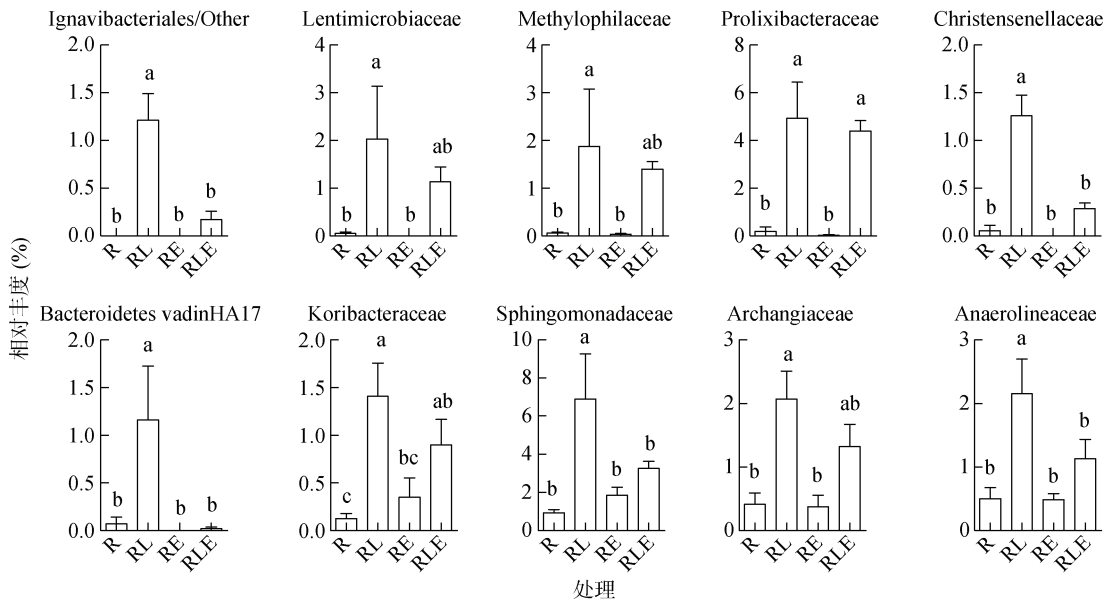 Ignavibacteriales/Other
2.0
1.5
1.0
0.5
0.0
b
a
b
b
R
RL
RE
RLE
Lentimicrobiaceae
4
3
2
1
0
b
a
b
ab
R
RL
RE
RLE
Methylophilaceae
4
3
2
1
0
b
a
b
ab
R
RL
RE
RLE
Prolixibacteraceae
8
6
4
2
0
b
a
b
a
R
RL
RE
RLE
Christensenellaceae
2.0
1.5
1.0
0.5
0.0
b
a
b
b
R
RL
RE
RLE
相对丰度 (%)
Bacteroidetes vadinHA17
2.0
1.5
1.0
0.5
0.0
b
a
b
b
R
RL
RE
RLE
Koribacteraceae
2.0
1.5
1.0
0.5
0.0
c
a
bc
ab
R
RL
RE
RLE
Sphingomonadaceae
10
8
6
4
2
0
b
a
b
b
R
RL
RE
RLE
Archangiaceae
3
2
1
0
b
a
b
ab
R
RL
RE
RLE
Anaerolineaceae
3
2
1
0
b
a
b
b
R
RL
RE
RLE
处理